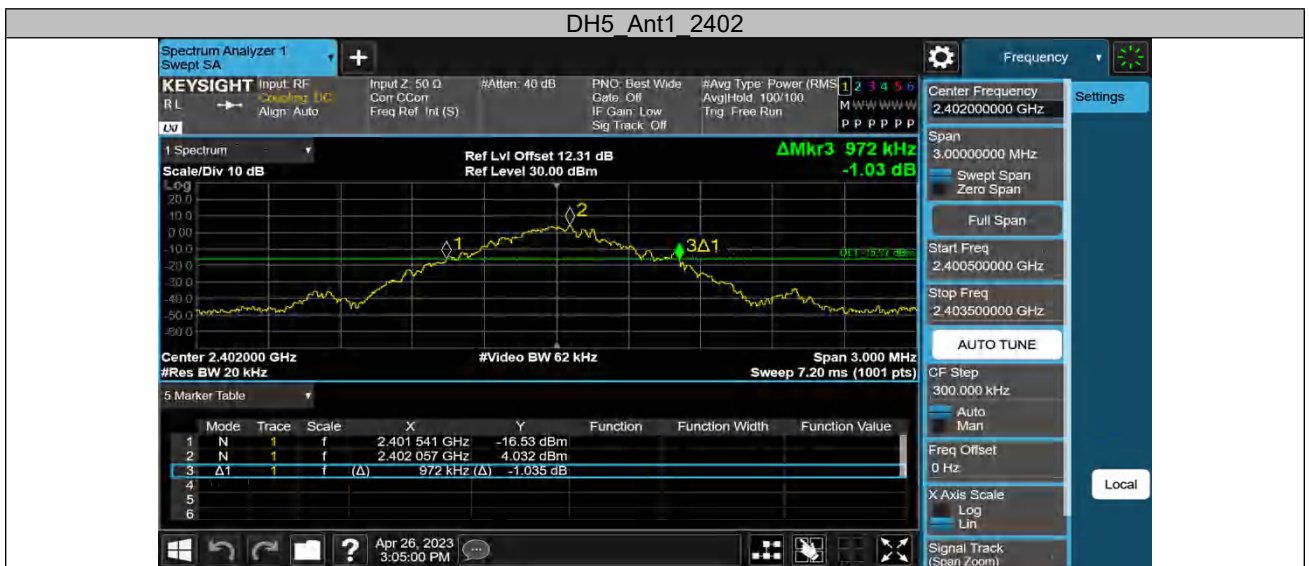 DH5_Ant1_2402
Spectrum Analyzer 1
Swept SA
+
Frequency
KEYSIGHT
RL
LXI
Input: RF
Coupling: DC
Align: Auto
Input Z: 50 Ω
Corr CCorr
Freq Ref: Int (S)
#Atten: 40 dB
PNO: Best Wide
Gate: Off
IF Gain: Low
Sig Track: Off
#Avg Type: Power (RMS
Avg|Hold: 100/100
Trig: Free Run
1 2 3 4 5 6
M W W W W W
P P P P P P
Center Frequency
2.402000000 GHz
Settings
1 Spectrum
Scale/Div 10 dB
Ref Lvl Offset 12.31 dB
Ref Level 30.00 dBm
ΔMkr3 972 kHz
-1.03 dB
Span
3.00000000 MHz
Swept Span
Zero Span
Full Span
Start Freq
2.400500000 GHz
Stop Freq
2.403500000 GHz
AUTO TUNE
CF Step
300.000 kHz
Auto
Man
Freq Offset
0 Hz
X Axis Scale
Log
Lin
Signal Track
(Span Zoom)
Local
Log
20.0
10.0
0.00
-10.0
-20.0
-30.0
-40.0
-50.0
-60.0
1
2
3Δ1
Center 2.402000 GHz
#Video BW 62 kHz
Span 3.000 MHz
#Res BW 20 kHz
Sweep 7.20 ms (1001 pts)
5 Marker Table
Mode Trace Scale X Y Function Function Width Function Value
1 N 1 f 2.401 541 GHz -16.53 dBm
2 N 1 f 2.402 057 GHz 4.032 dBm
3 Δ1 1 f (Δ) 972 kHz (Δ) -1.035 dB
4
5
6
?
Apr 26, 2023
3:05:00 PM